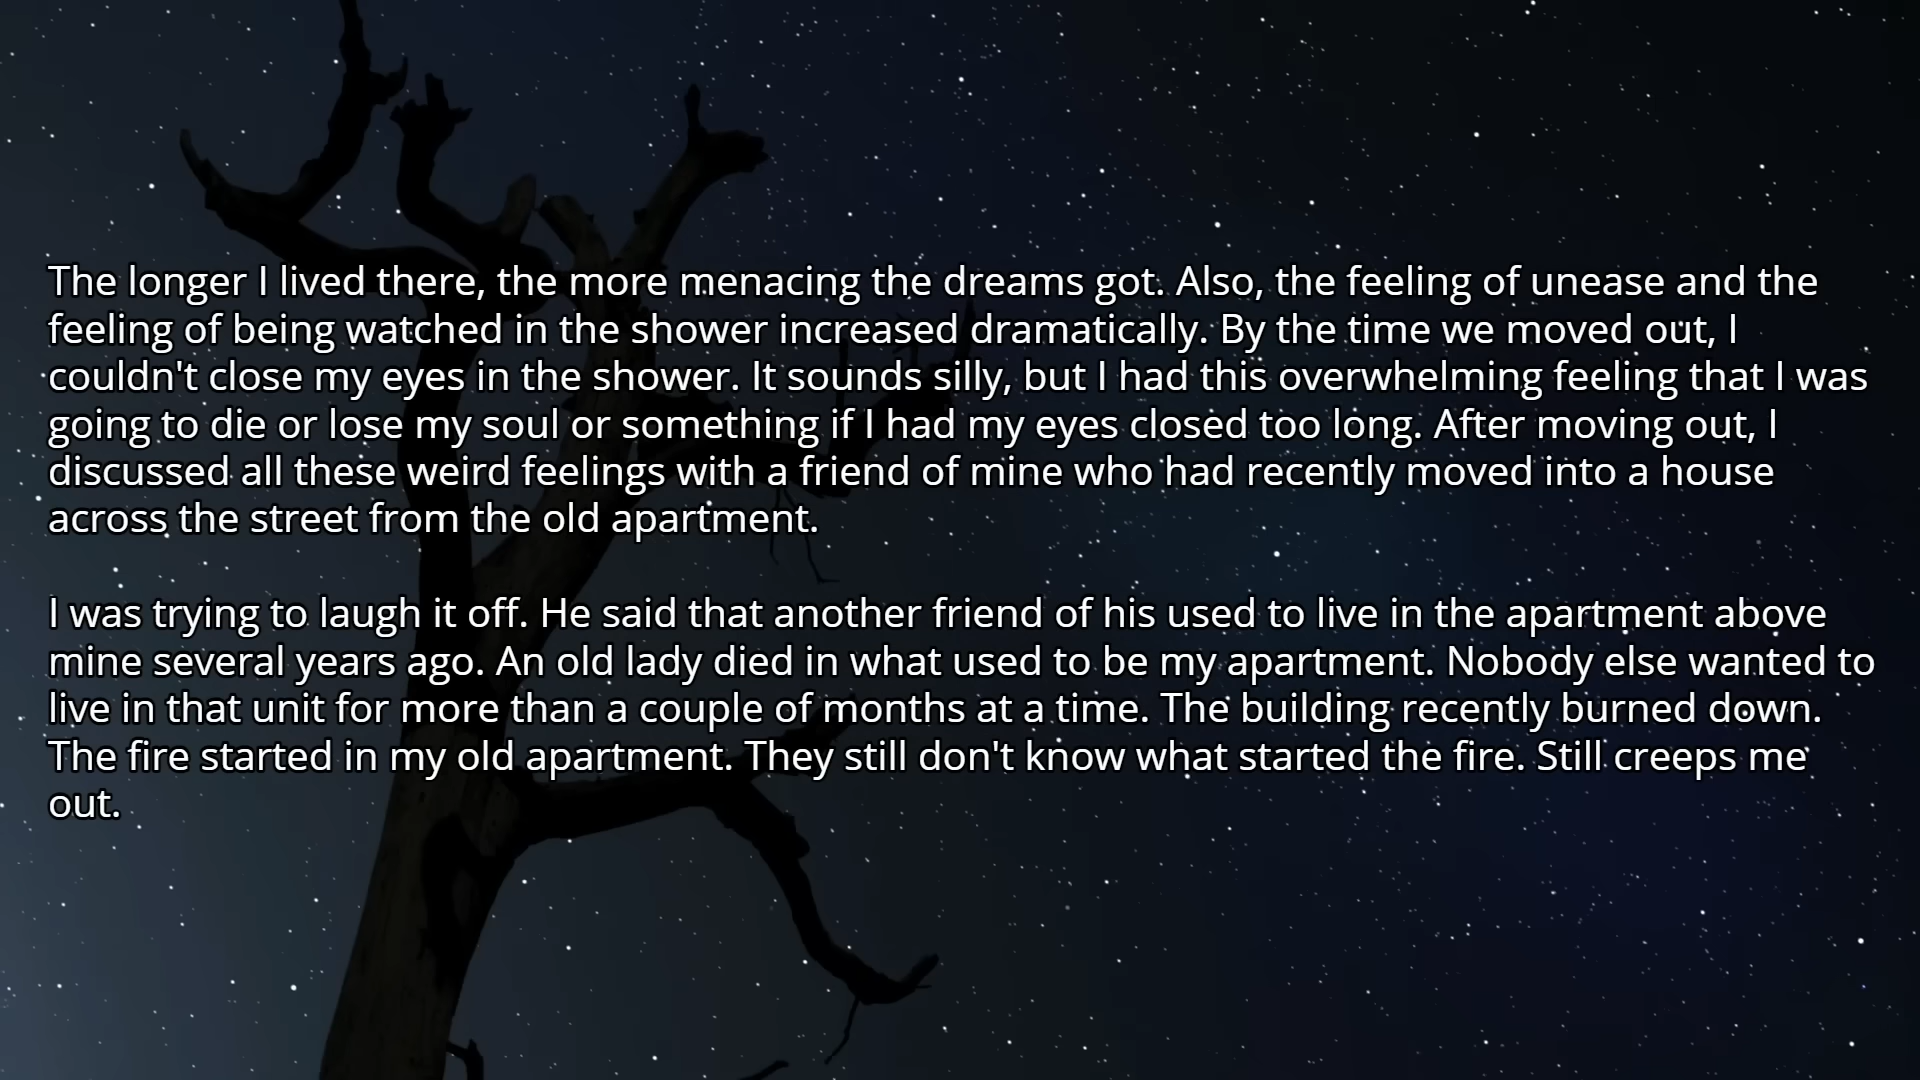 The longer I lived there, the more menacing the dreams got. Also, the feeling of unease and the
feeling of being watched in the shower increased dramatically. By the time we moved out, I
couldn't close my eyes in the shower. It sounds silly, but I had this overwhelming feeling that I was
going to die or lose my soul or something if I had my eyes closed too long. After moving out, I
discussed all these weird feelings with a friend of mine who had recently moved into a house
across the street from the old apartment.
I was trying to laugh it off. He said that another friend of his used to live in the apartment above
mine several years ago. An old lady died in what used to be my apartment. Nobody else wanted to
live in that unit for more than a couple of months at a time. The building recently burned down.
The fire started in my old apartment. They still don't know what started the fire. Still creeps me
out.